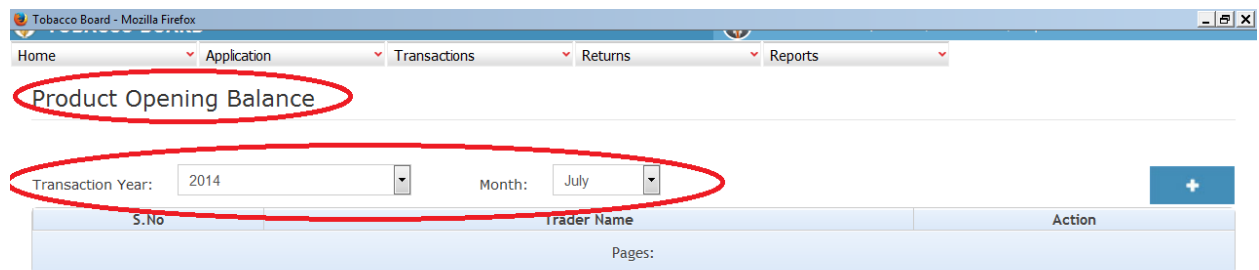 Tobacco Board - Mozilla Firefox
Home Application Transactions Returns Reports
Product Opening Balance
Transaction Year: 2014 Month: July
S.No Trader Name Action
Pages: